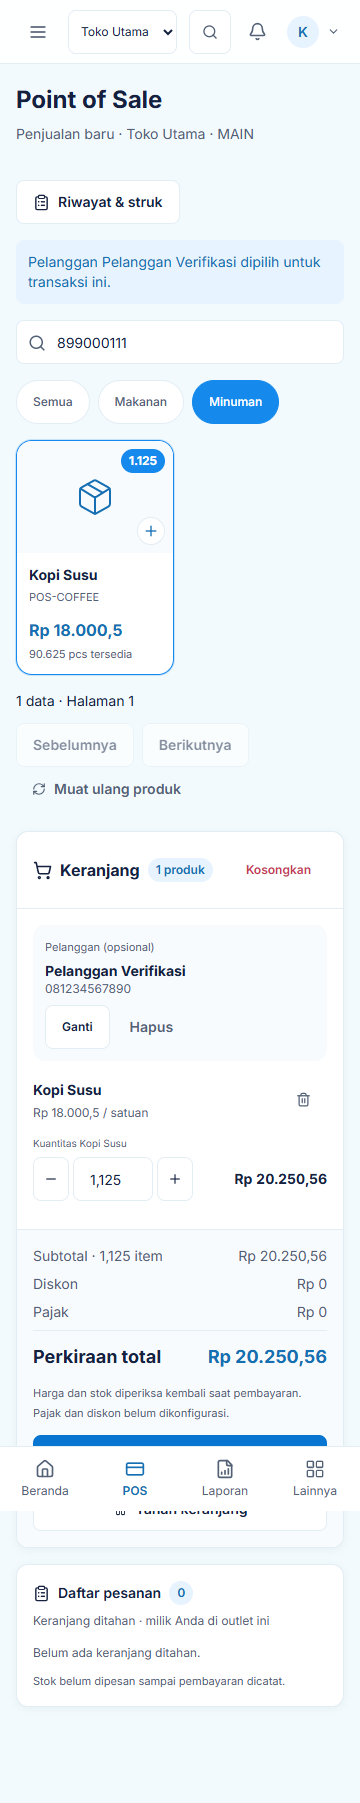 Toko Utama
K
Point of Sale
Penjualan baru · Toko Utama · MAIN
Riwayat & struk
Pelanggan Pelanggan Verifikasi dipilih untuk
transaksi ini.
899000111
Semua
Makanan
Minuman
1.125
Kopi Susu
POS-COFFEE
Rp 18.000,5
90.625 pcs tersedia
1 data · Halaman 1
Sebelumnya
Berikutnya
Muat ulang produk
Keranjang
1 produk
Kosongkan
Pelanggan (opsional)
Pelanggan Verifikasi
081234567890
Ganti
Hapus
Kopi Susu
Rp 18.000,5 / satuan
Kuantitas Kopi Susu
1,125
Rp 20.250,56
Subtotal · 1,125 item
Rp 20.250,56
Diskon
Rp 0
Pajak
Rp 0
Perkiraan total
Rp 20.250,56
Harga dan stok diperiksa kembali saat pembayaran.
Pajak dan diskon belum dikonfigurasi.
Beranda
POS
Laporan
Lainnya
Tahan keranjang
Daftar pesanan
0
Keranjang ditahan · milik Anda di outlet ini
Belum ada keranjang ditahan.
Stok belum dipesan sampai pembayaran dicatat.